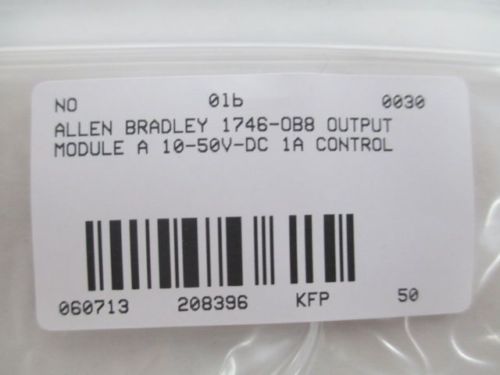 NO 01b 0030
ALLEN BRADLEY 1746-OB8 OUTPUT
MODULE A 10-50V-DC 1A CONTROL
060713 208396 KFP 50